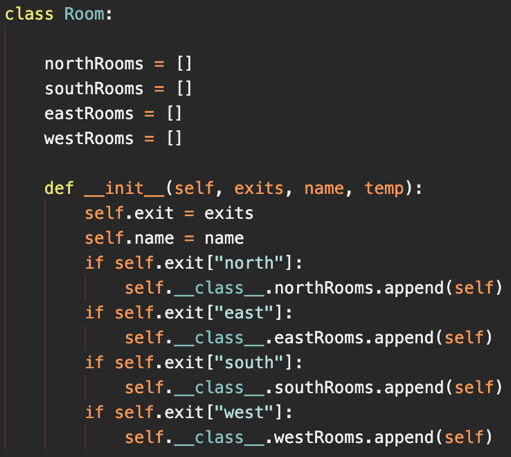 class Room:
    northRooms = []
    southRooms = []
    eastRooms = []
    westRooms = []
    def __init__(self, exits, name, temp):
        self.exit = exits
        self.name = name
        if self.exit["north"]:
            self.__class__.northRooms.append(self)
        if self.exit["east"]:
            self.__class__.eastRooms.append(self)
        if self.exit["south"]:
            self.__class__.southRooms.append(self)
        if self.exit["west"]:
            self.__class__.westRooms.append(self)